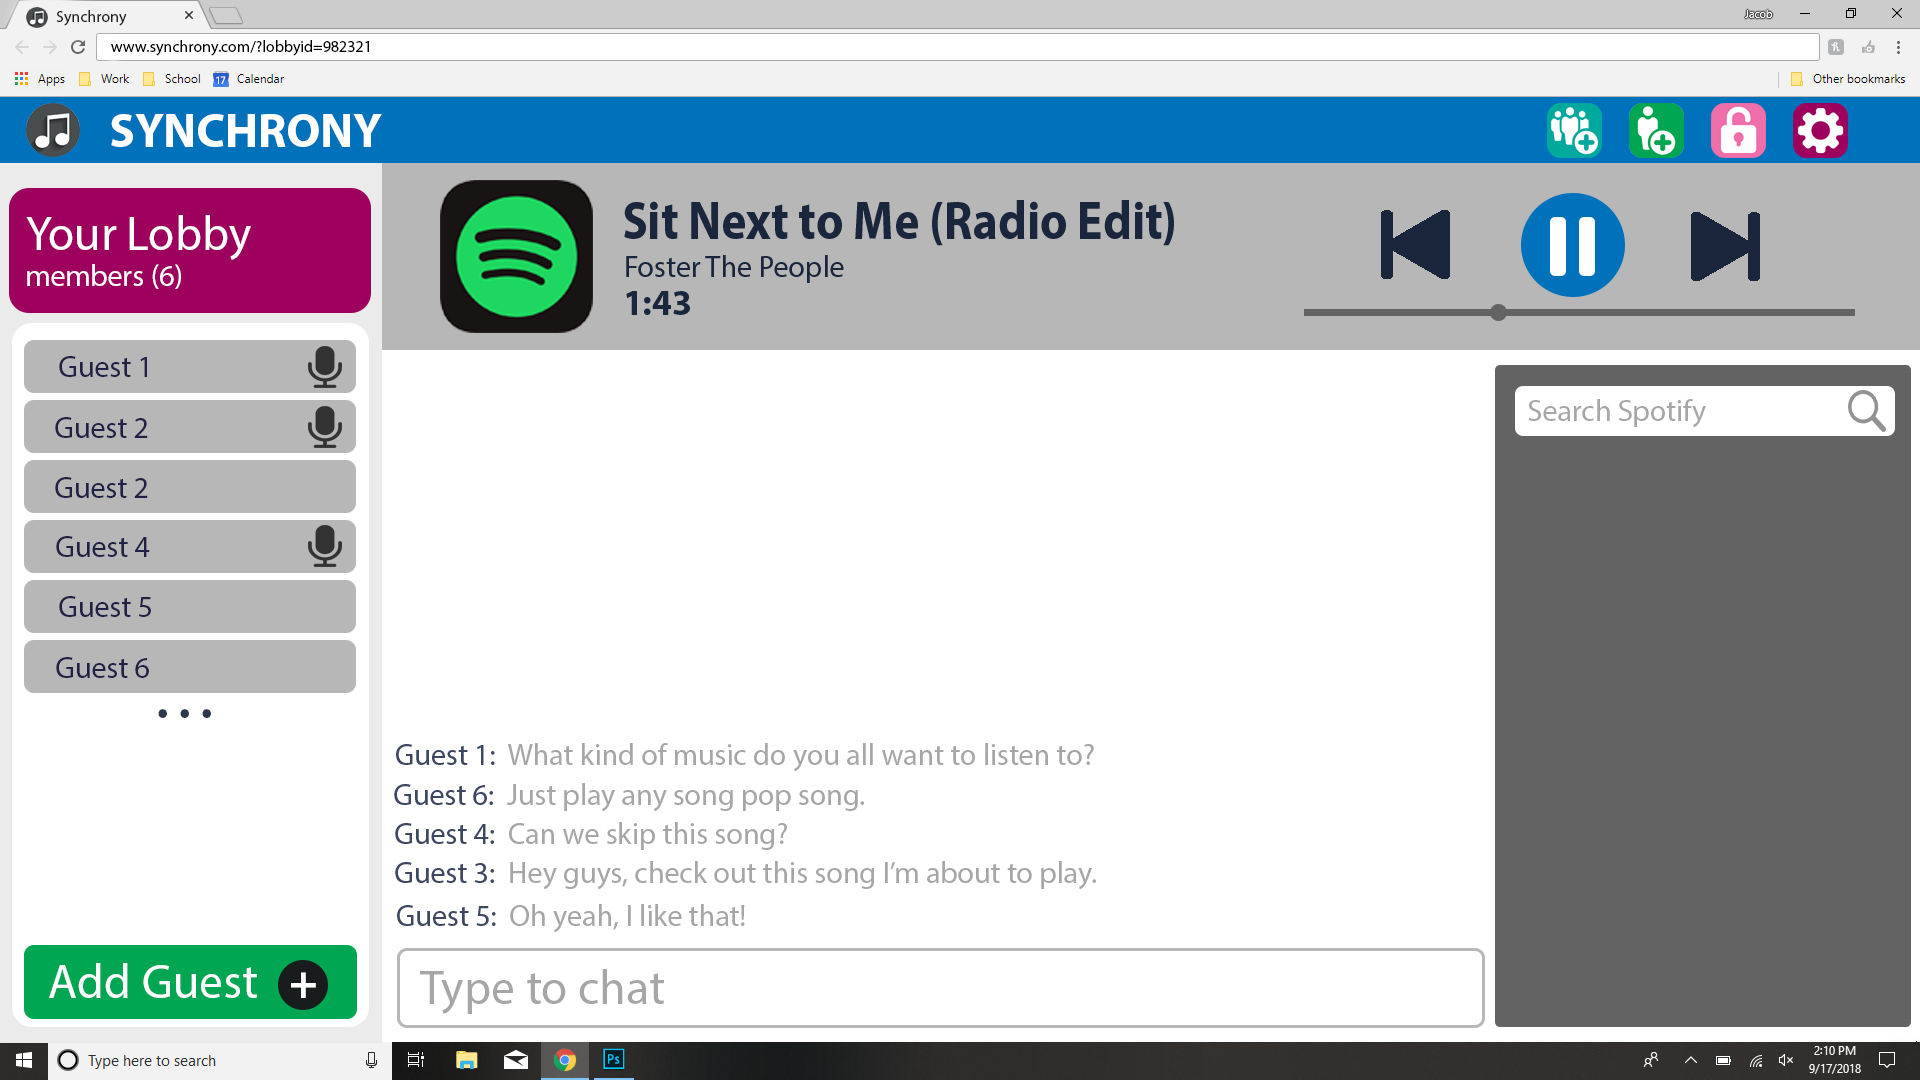 Synchrony
Jacob
www.synchrony.com/?lobbyid=982321
Apps
Work
School
17
Calendar
Other bookmarks
SYNCHRONY
Your Lobby
members (6)
Guest 1
Guest 2
Guest 2
Guest 4
Guest 5
Guest 6
• • •
Add Guest +
Sit Next to Me (Radio Edit)
Foster The People
1:43
Search Spotify
Guest 1: What kind of music do you all want to listen to?
Guest 6: Just play any song pop song.
Guest 4: Can we skip this song?
Guest 3: Hey guys, check out this song I'm about to play.
Guest 5: Oh yeah, I like that!
Type to chat
Type here to search
Ps
2:10 PM
9/17/2018